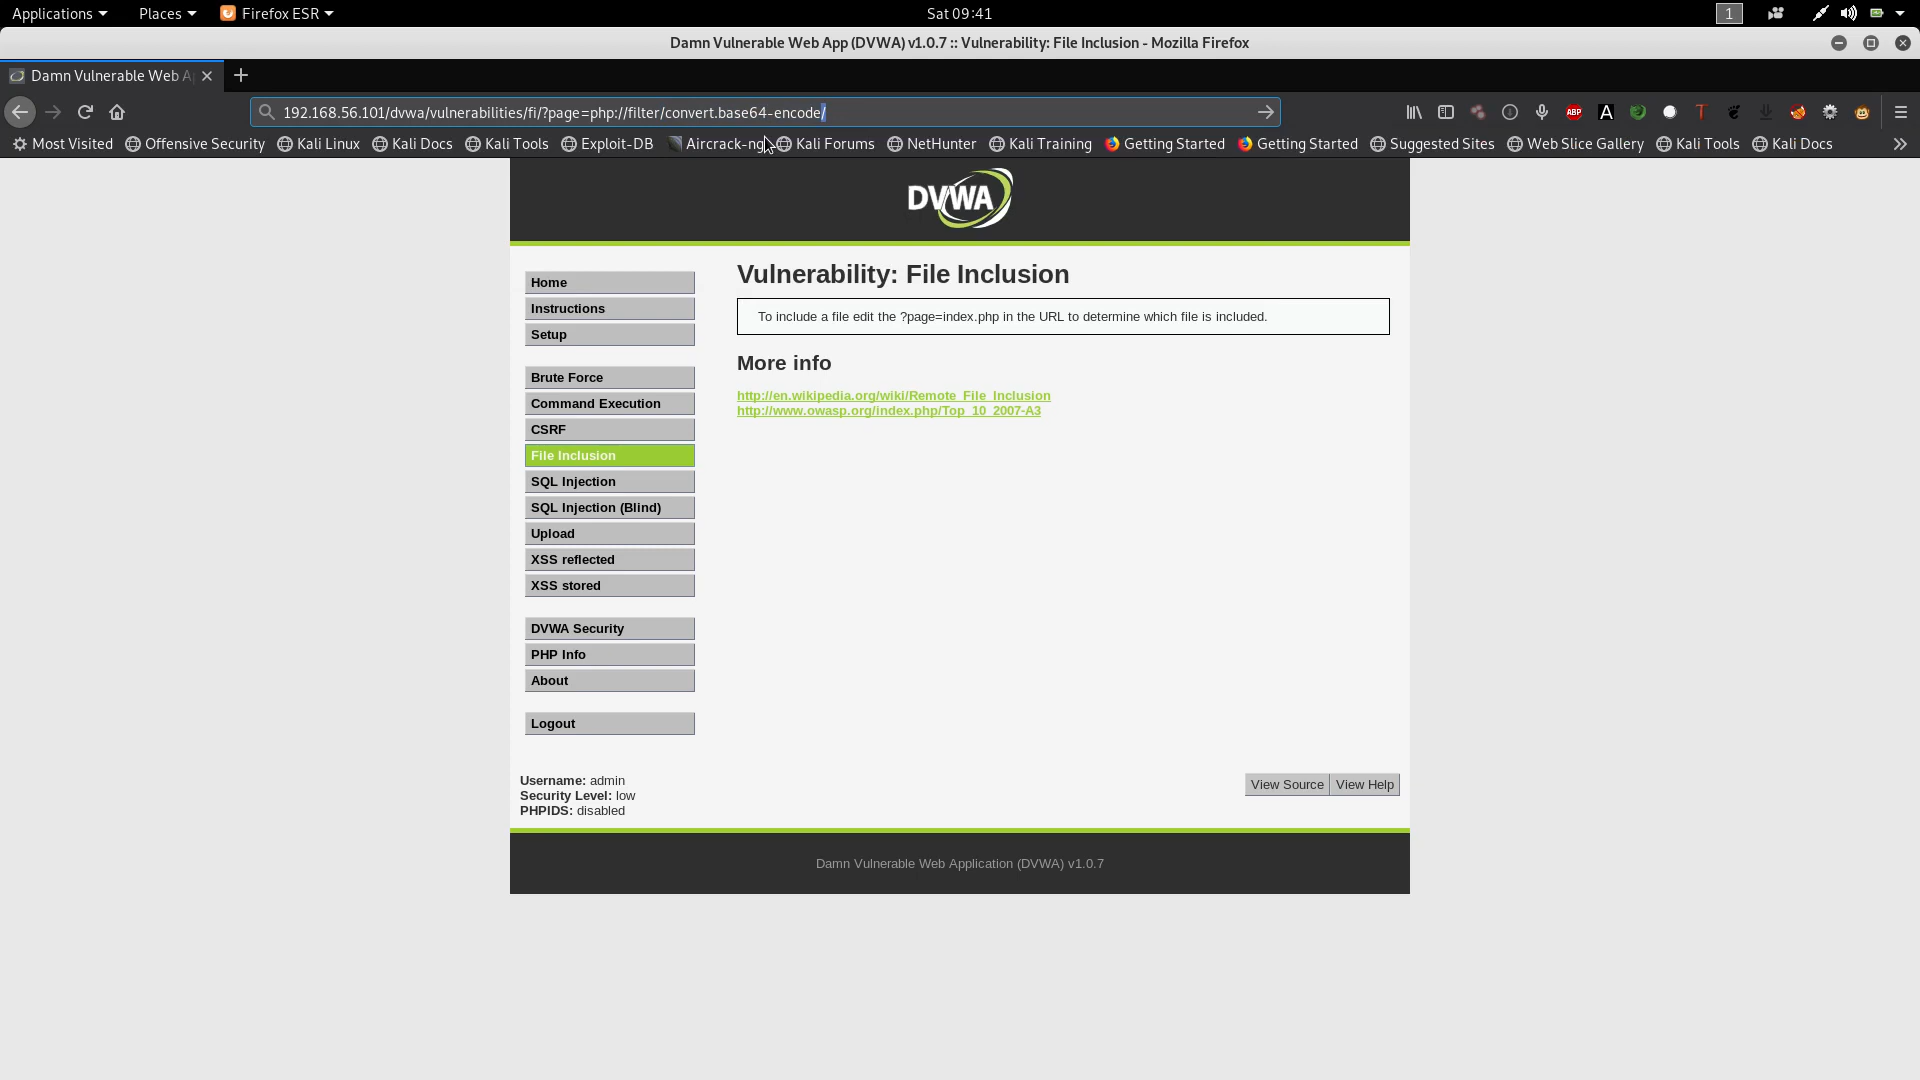 Applications Places Firefox ESR Sat 09:41 1
Damn Vulnerable Web App (DVWA) v1.0.7 :: Vulnerability: File Inclusion - Mozilla Firefox
Damn Vulnerable Web A
192.168.56.101/dvwa/vulnerabilities/fi/?page=php://filter/convert.base64-encode/ ABP A T
Most Visited Offensive Security Kali Linux Kali Docs Kali Tools Exploit-DB Aircrack-ng Kali Forums NetHunter Kali Training Getting Started Getting Started Suggested Sites Web Slice Gallery Kali Tools Kali Docs
DVWA
Home
Instructions
Setup
Brute Force
Command Execution
CSRF
File Inclusion
SQL Injection
SQL Injection (Blind)
Upload
XSS reflected
XSS stored
DVWA Security
PHP Info
About
Logout
Vulnerability: File Inclusion
To include a file edit the ?page=index.php in the URL to determine which file is included.
More info
http://en.wikipedia.org/wiki/Remote_File_Inclusion
http://www.owasp.org/index.php/Top_10_2007-A3
Username: admin
Security Level: low
PHPIDS: disabled
View Source View Help
Damn Vulnerable Web Application (DVWA) v1.0.7